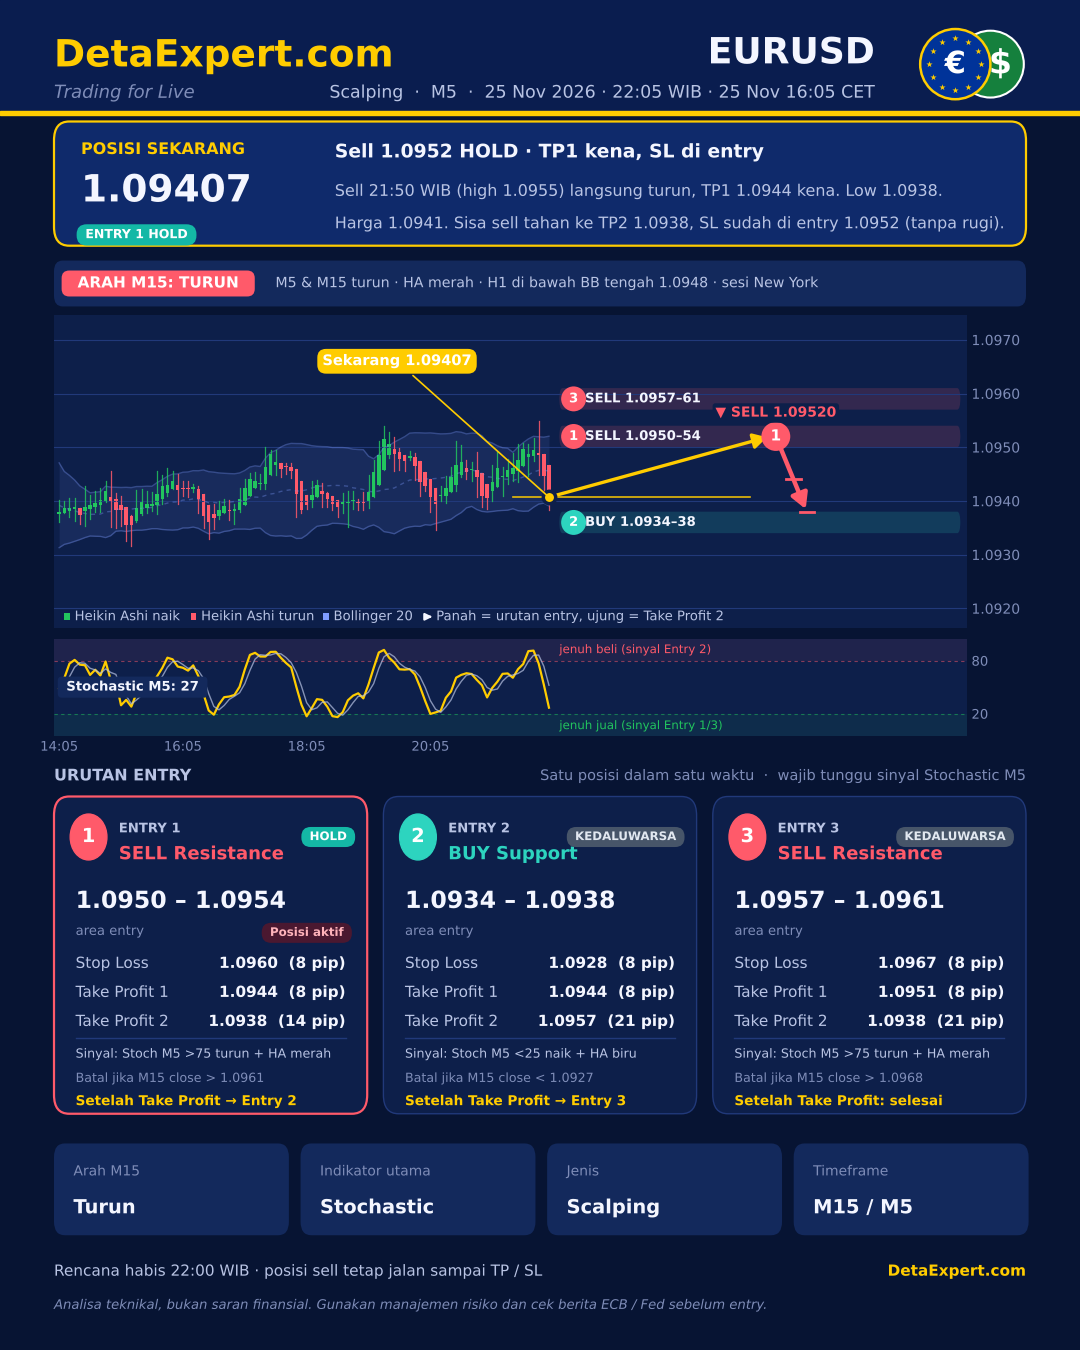 DetaExpert.com
Trading for Live
EURUSD
Scalping · M5 · 25 Nov 2026 · 22:05 WIB · 25 Nov 16:05 CET
€ $
POSISI SEKARANG
1.09407
ENTRY 1 HOLD
Sell 1.0952 HOLD · TP1 kena, SL di entry
Sell 21:50 WIB (high 1.0955) langsung turun, TP1 1.0944 kena. Low 1.0938.
Harga 1.0941. Sisa sell tahan ke TP2 1.0938, SL sudah di entry 1.0952 (tanpa rugi).
ARAH M15: TURUN
M5 & M15 turun · HA merah · H1 di bawah BB tengah 1.0948 · sesi New York
Sekarang 1.09407
3 SELL 1.0957–61
▼ SELL 1.09520
1 SELL 1.0950–54
1
2 BUY 1.0934–38
1.0970
1.0960
1.0950
1.0940
1.0930
1.0920
Heikin Ashi naik
Heikin Ashi turun
Bollinger 20
Panah = urutan entry, ujung = Take Profit 2
jenuh beli (sinyal Entry 2)
Stochastic M5: 27
jenuh jual (sinyal Entry 1/3)
80
20
14:05
16:05
18:05
20:05
URUTAN ENTRY
Satu posisi dalam satu waktu · wajib tunggu sinyal Stochastic M5
1
ENTRY 1
HOLD
SELL Resistance
1.0950 – 1.0954
area entry
Posisi aktif
Stop Loss 1.0960 (8 pip)
Take Profit 1 1.0944 (8 pip)
Take Profit 2 1.0938 (14 pip)
Sinyal: Stoch M5 >75 turun + HA merah
Batal jika M15 close > 1.0961
Setelah Take Profit → Entry 2
2
ENTRY 2
KEDALUWARSA
BUY Support
1.0934 – 1.0938
area entry
Stop Loss 1.0928 (8 pip)
Take Profit 1 1.0944 (8 pip)
Take Profit 2 1.0957 (21 pip)
Sinyal: Stoch M5 <25 naik + HA biru
Batal jika M15 close < 1.0927
Setelah Take Profit → Entry 3
3
ENTRY 3
KEDALUWARSA
SELL Resistance
1.0957 – 1.0961
area entry
Stop Loss 1.0967 (8 pip)
Take Profit 1 1.0951 (8 pip)
Take Profit 2 1.0938 (21 pip)
Sinyal: Stoch M5 >75 turun + HA merah
Batal jika M15 close > 1.0968
Setelah Take Profit: selesai
Arah M15
Turun
Indikator utama
Stochastic
Jenis
Scalping
Timeframe
M15 / M5
Rencana habis 22:00 WIB · posisi sell tetap jalan sampai TP / SL
DetaExpert.com
Analisa teknikal, bukan saran finansial. Gunakan manajemen risiko dan cek berita ECB / Fed sebelum entry.